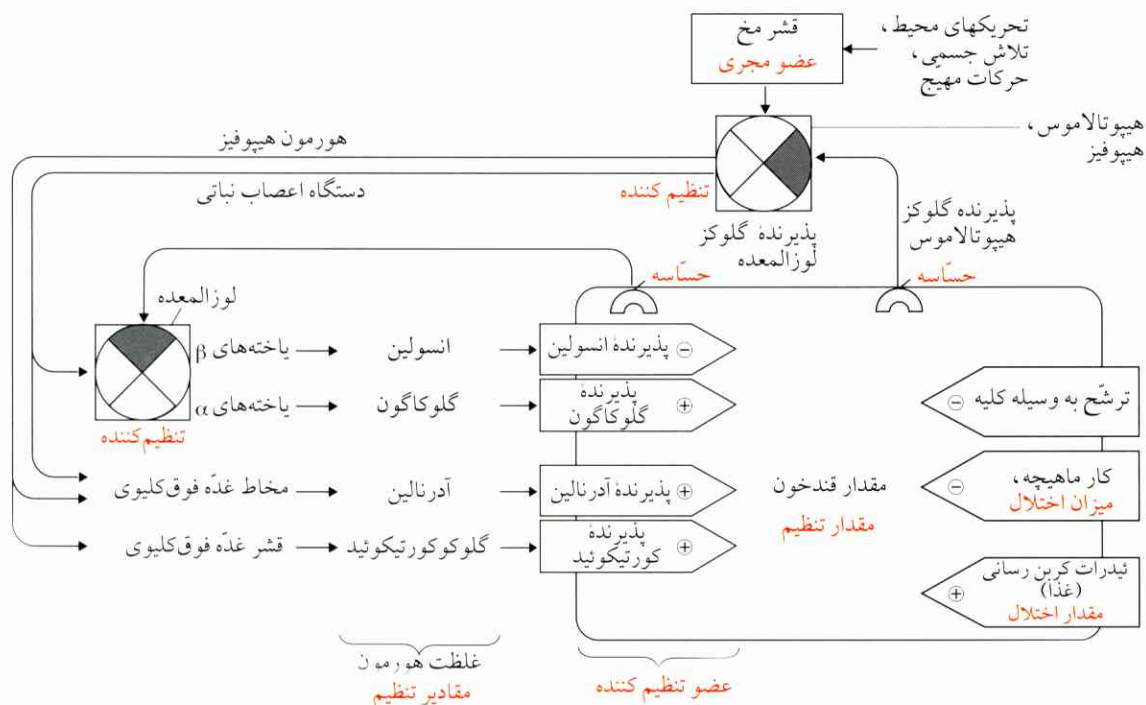 قشر مخ
عضو مجری
تحریکهای محیط،
تلاش جسمی،
حرکات مهیج
هیپوتالاموس،
هیپوفیز
هورمون هیپوفیز
دستگاه اعصاب نباتی
تنظیم کننده
پذیرندهٔ گلوکز
لوزالمعده
پذیرنده گلوکز
هیپوتالاموس
حسّاسه
حسّاسه
لوزالمعده
یاخته‌های β
انسولین
پذیرندهٔ انسولین ⊖
یاخته‌های α
گلوکاگون
پذیرندهٔ
گلوکاگون ⊕
تنظیم‌کننده
ترشّح به وسیله کلیه ⊖
مخاط غدّه فوق‌کلیوی
آدرنالین
پذیرندهٔ آدرنالین ⊕
مقدار قندخون
مقدار تنظیم
کار ماهیچه،
میزان اختلال ⊖
قشر غدّه فوق‌کلیوی
گلوکوکورتیکوئید
پذیرندهٔ
کورتیکوئید ⊕
ئیدرات کربن رسانی
(غذا) ⊕
مقدار اختلال
غلظت هورمون
مقادیر تنظیم
عضو تنظیم کننده